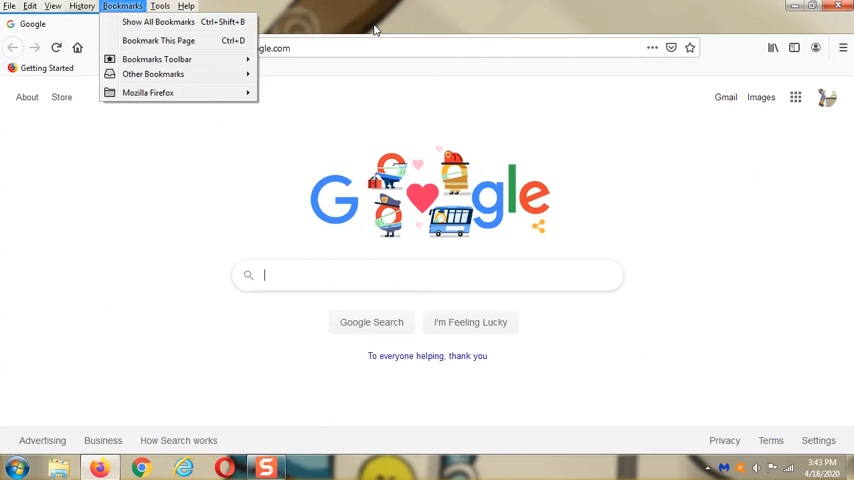 File Edit View History Bookmarks Tools Help
Google
Show All Bookmarks Ctrl+Shift+B
Bookmark This Page Ctrl+D
Bookmarks Toolbar
Other Bookmarks
Mozilla Firefox
gle.com
Getting Started
About Store
Gmail Images
Google
Google Search I'm Feeling Lucky
To everyone helping, thank you
Advertising Business How Search works
Privacy Terms Settings
S
3:43 PM
4/18/2020